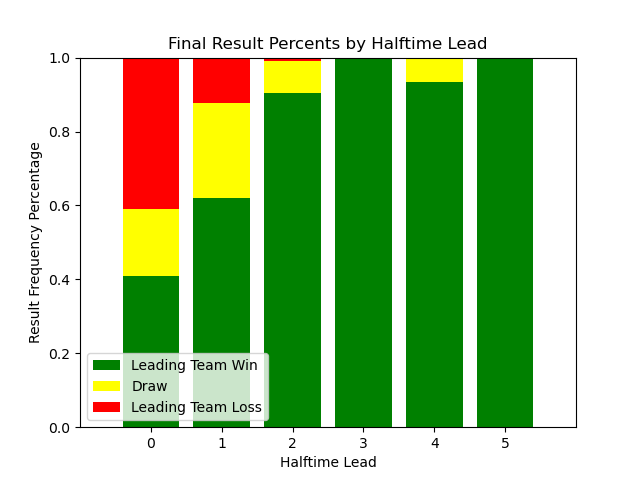 Final Result Percents by Halftime Lead
Result Frequency Percentage
1.0
0.8
0.6
0.4
0.2
0.0
Leading Team Win
Draw
Leading Team Loss
0 1 2 3 4 5
Halftime Lead